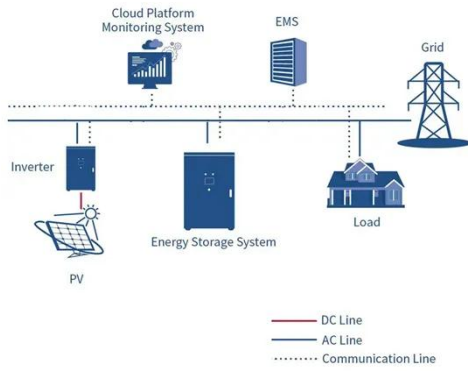 Cloud Platform
Monitoring System
EMS
Grid
Inverter
Energy Storage System
Load
PV
DC Line
AC Line
Communication Line